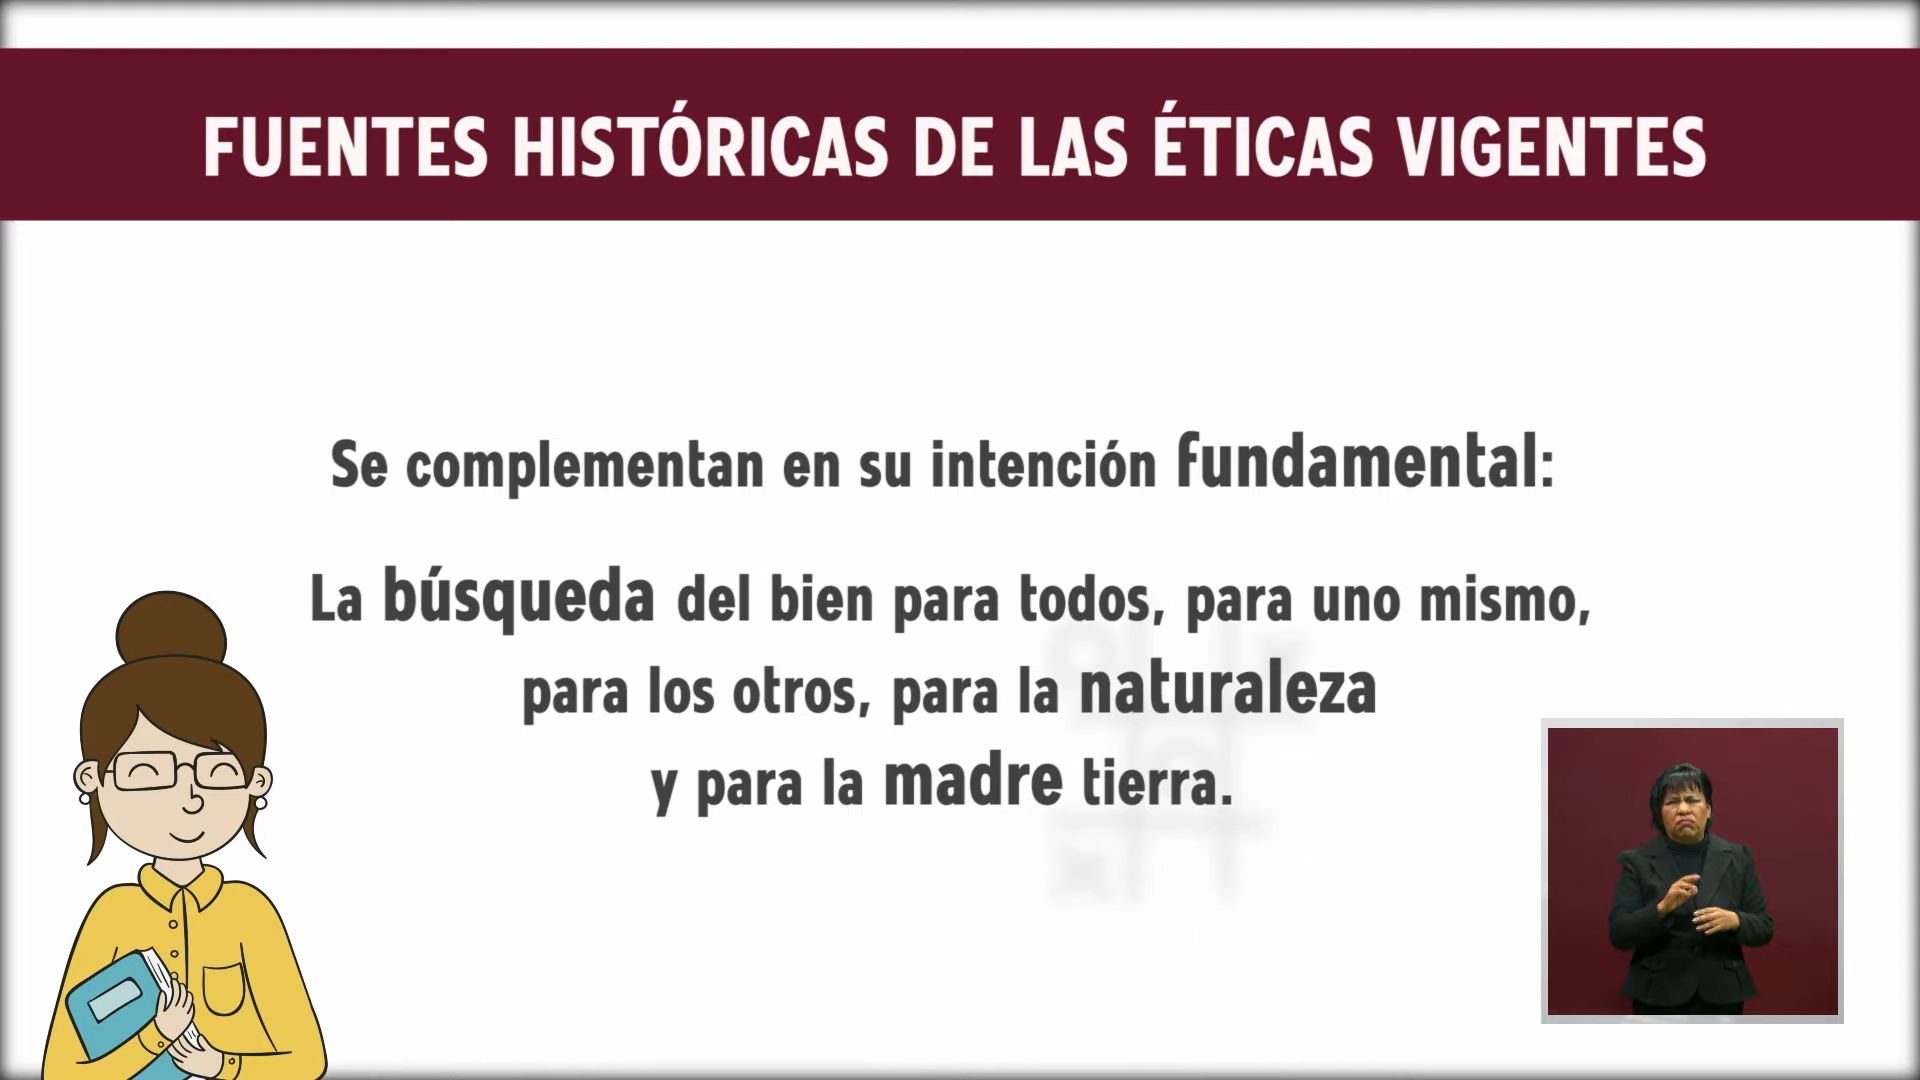 FUENTES HISTÓRICAS DE LAS ÉTICAS VIGENTES
Se complementan en su intención fundamental:
La búsqueda del bien para todos, para uno mismo,
para los otros, para la naturaleza
y para la madre tierra.